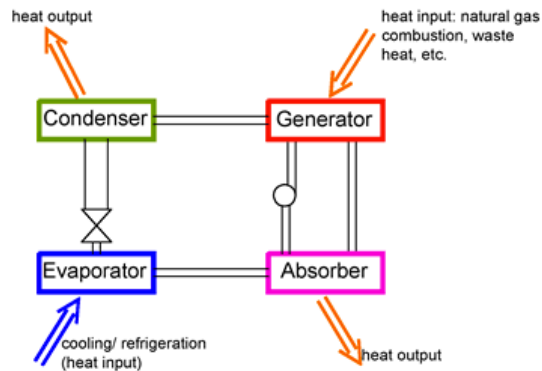 heat output
heat input: natural gas
combustion, waste
heat, etc.
Condenser
Generator
Evaporator
Absorber
cooling/ refrigeration
(heat input)
heat output